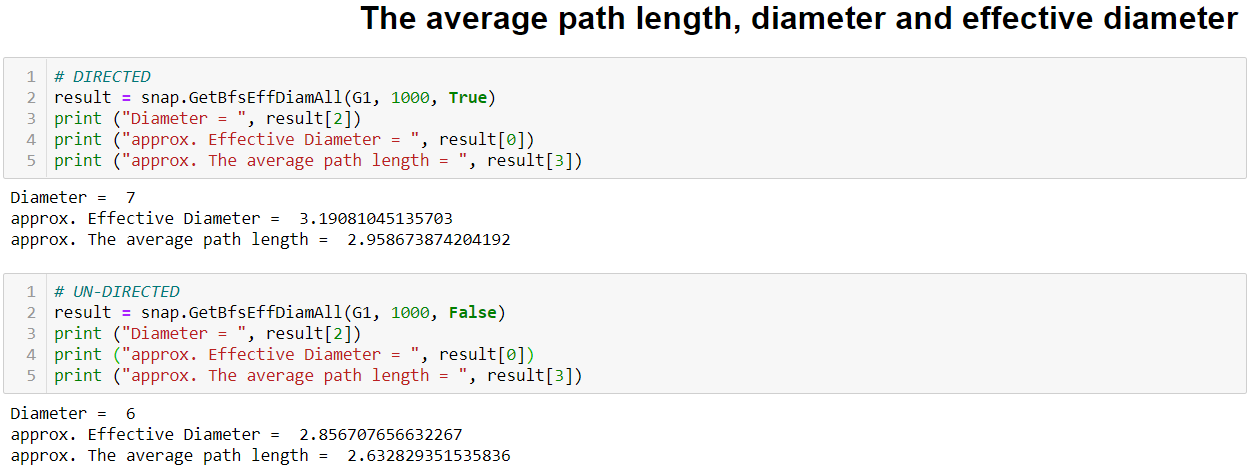 The average path length, diameter and effective diameter
1 # DIRECTED
2 result = snap.GetBfsEffDiamAll(G1, 1000, True)
3 print ("Diameter = ", result[2])
4 print ("approx. Effective Diameter = ", result[0])
5 print ("approx. The average path length = ", result[3])
Diameter =  7
approx. Effective Diameter =  3.19081045135703
approx. The average path length =  2.958673874204192
1 # UN-DIRECTED
2 result = snap.GetBfsEffDiamAll(G1, 1000, False)
3 print ("Diameter = ", result[2])
4 print ("approx. Effective Diameter = ", result[0])
5 print ("approx. The average path length = ", result[3])
Diameter =  6
approx. Effective Diameter =  2.856707656632267
approx. The average path length =  2.632829351535836